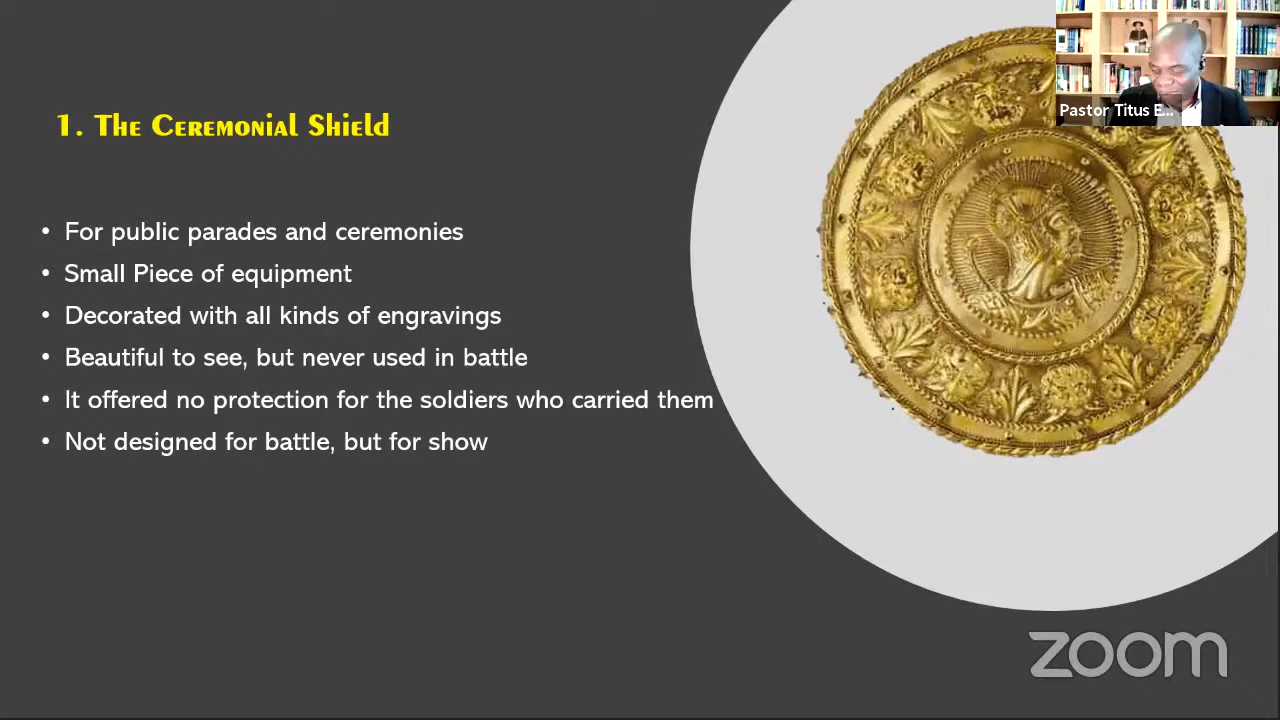 Pastor Titus E...
1. The Ceremonial Shield
• For public parades and ceremonies
• Small Piece of equipment
• Decorated with all kinds of engravings
• Beautiful to see, but never used in battle
• It offered no protection for the soldiers who carried them
• Not designed for battle, but for show
zoom